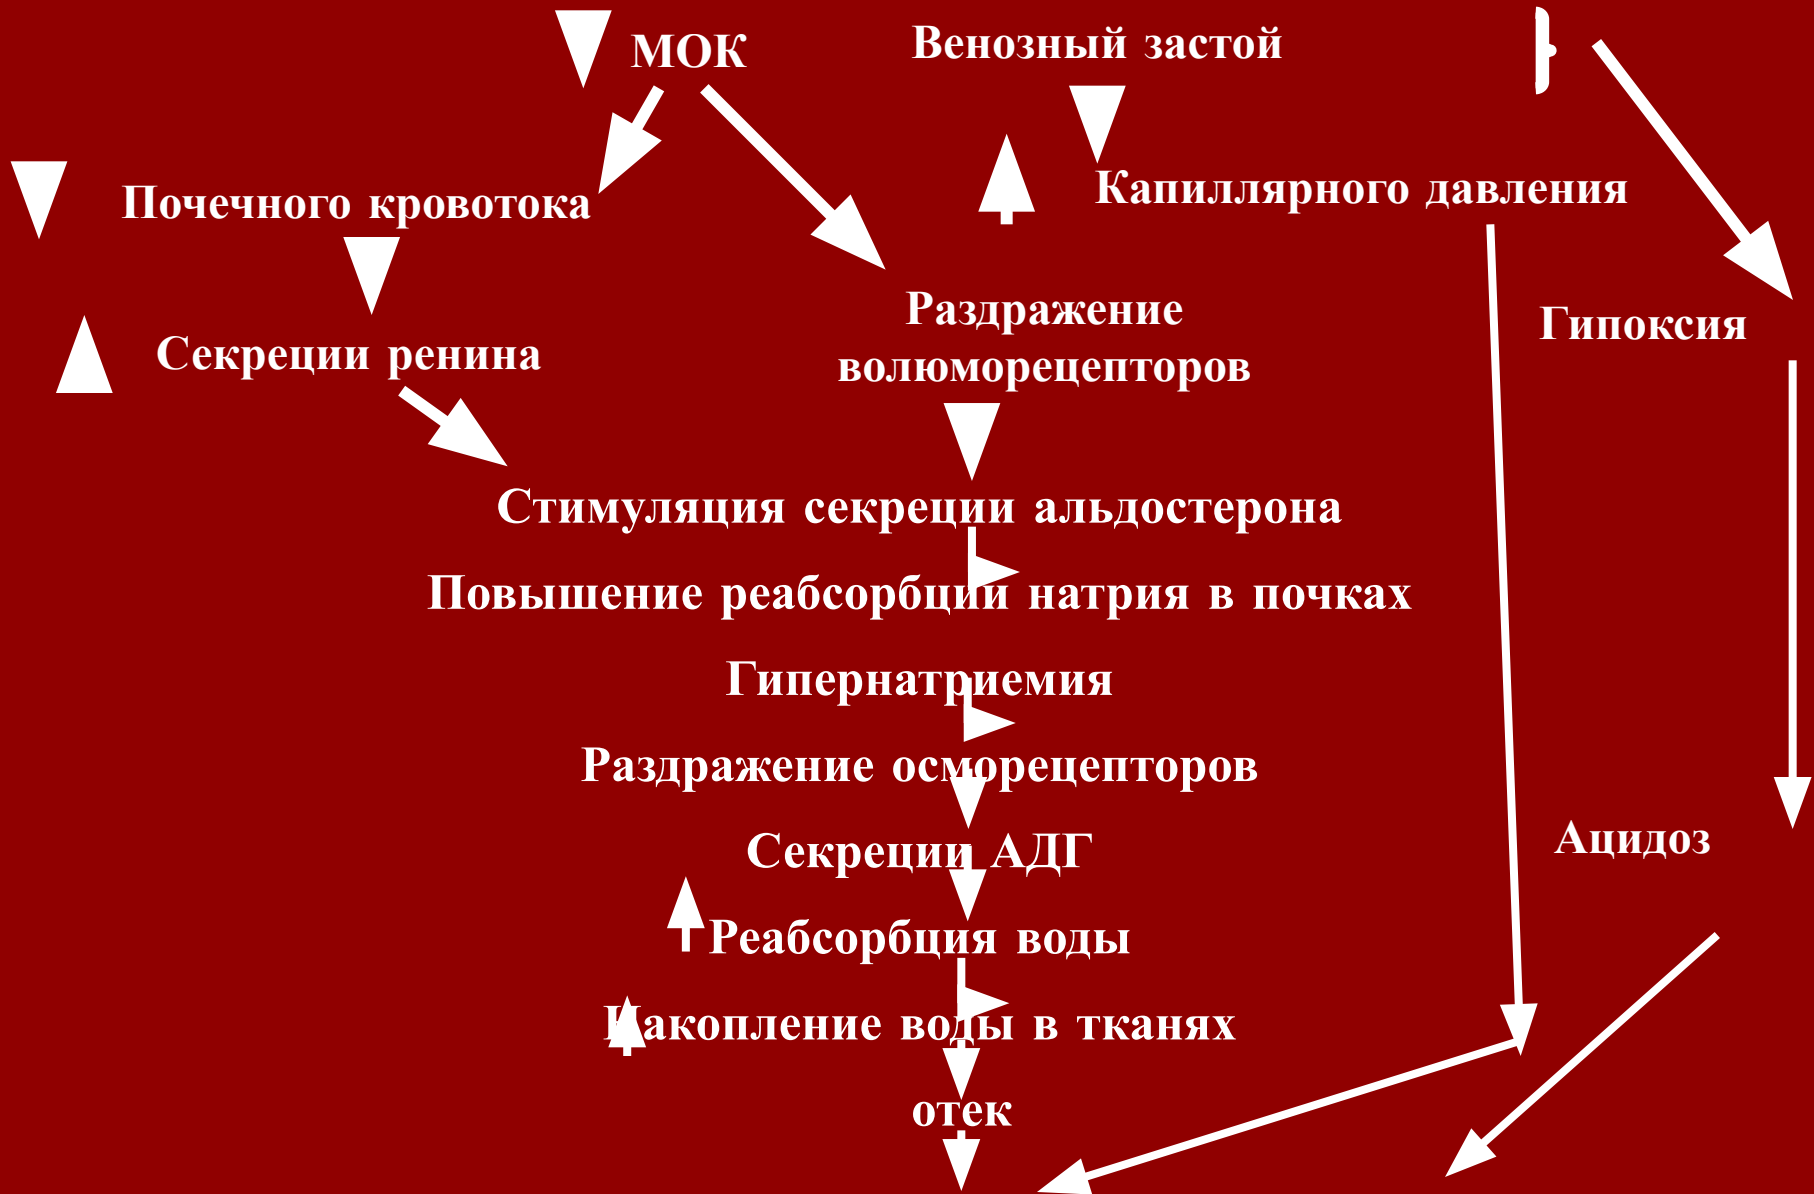 МОК
Венозный застой
Почечного кровотока
Капиллярного давления
Секреции ренина
Раздражение
волюморецепторов
Гипоксия
Стимуляция секреции альдостерона
Повышение реабсорбции натрия в почках
Гипернатриемия
Раздражение осморецепторов
Секреции АДГ
Ацидоз
Реабсорбция воды
Накопление воды в тканях
отек